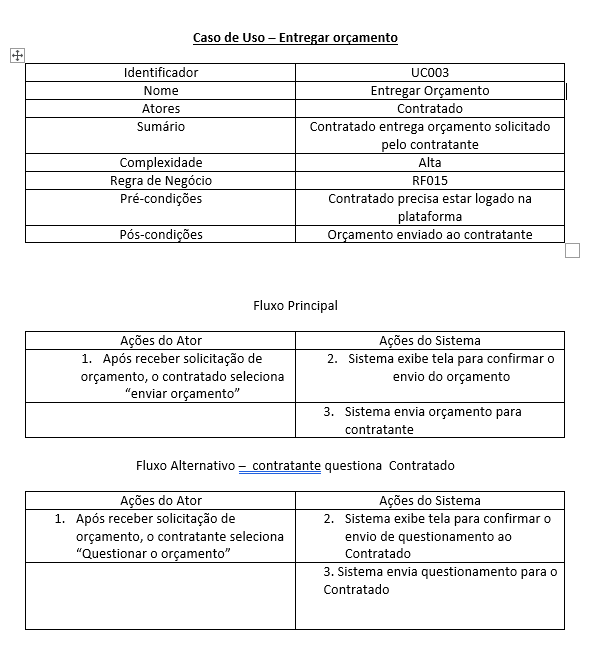 Caso de Uso – Entregar orçamento
Identificador UC003
Nome Entregar Orçamento
Atores Contratado
Sumário Contratado entrega orçamento solicitado
pelo contratante
Complexidade Alta
Regra de Negócio RF015
Pré-condições Contratado precisa estar logado na
plataforma
Pós-condições Orçamento enviado ao contratante
Fluxo Principal
Ações do Ator Ações do Sistema
1. Após receber solicitação de
orçamento, o contratado seleciona
“enviar orçamento”
2. Sistema exibe tela para confirmar o
envio do orçamento
3. Sistema envia orçamento para
contratante
Fluxo Alternativo – contratante questiona Contratado
Ações do Ator Ações do Sistema
1. Após receber solicitação de
orçamento, o contratante seleciona
“Questionar o orçamento”
2. Sistema exibe tela para confirmar o
envio de questionamento ao
Contratado
3. Sistema envia questionamento para o
Contratado